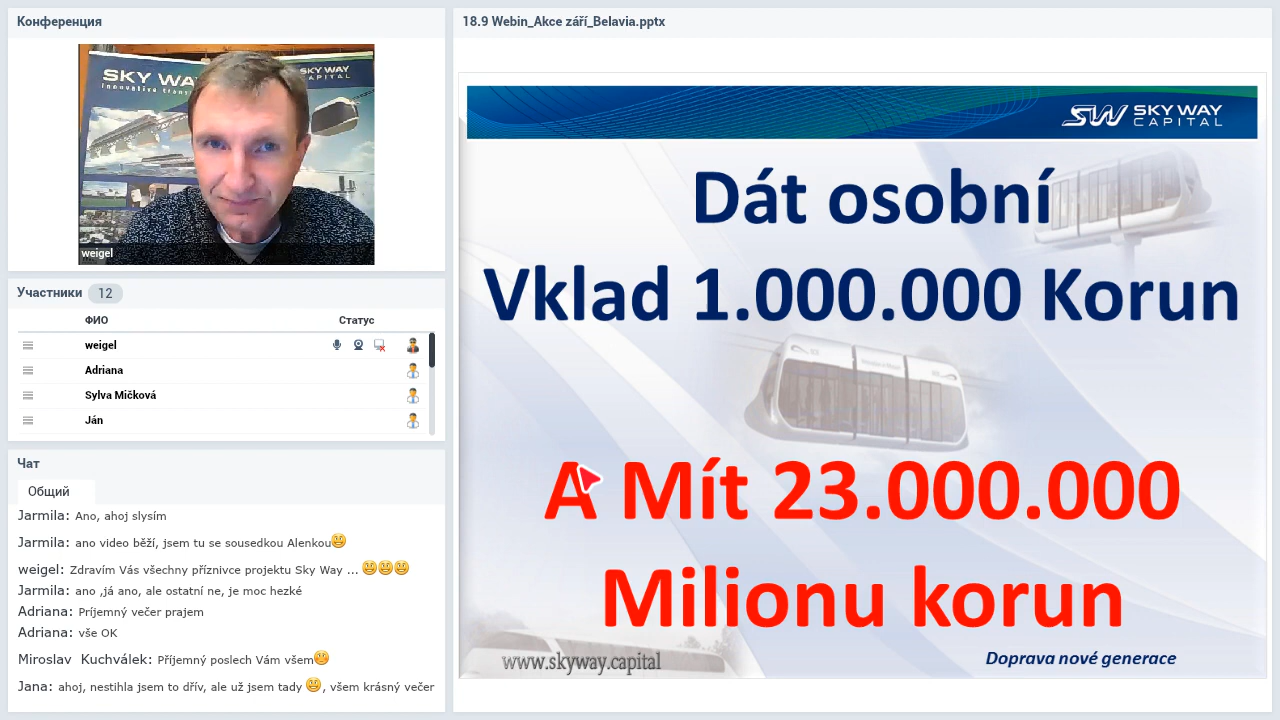 Конференция
SKY WAY
CAPITAL
weigel
Участники 12
ФИО Статус
weigel
Adriana
Sylva Mičková
Ján
Чат
Общий
Jarmila: Ano, ahoj slysím
Jarmila: ano video běží, jsem tu se sousedkou Alenkou
weigel: Zdravím Vás všechny příznivce projektu Sky Way ...
Jarmila: ano ,já ano, ale ostatní ne, je moc hezké
Adriana: Príjemný večer prajem
Adriana: vše OK
Miroslav Kuchválek: Příjemný poslech Vám všem
Jana: ahoj, nestihla jsem to dřív, ale už jsem tady , všem krásný večer
18.9 Webin_Akce září_Belavia.pptx
SW SKY WAY
CAPITAL
Dát osobní
Vklad 1.000.000 Korun
A Mít 23.000.000
Milionu korun
www.skyway.capital
Doprava nové generace